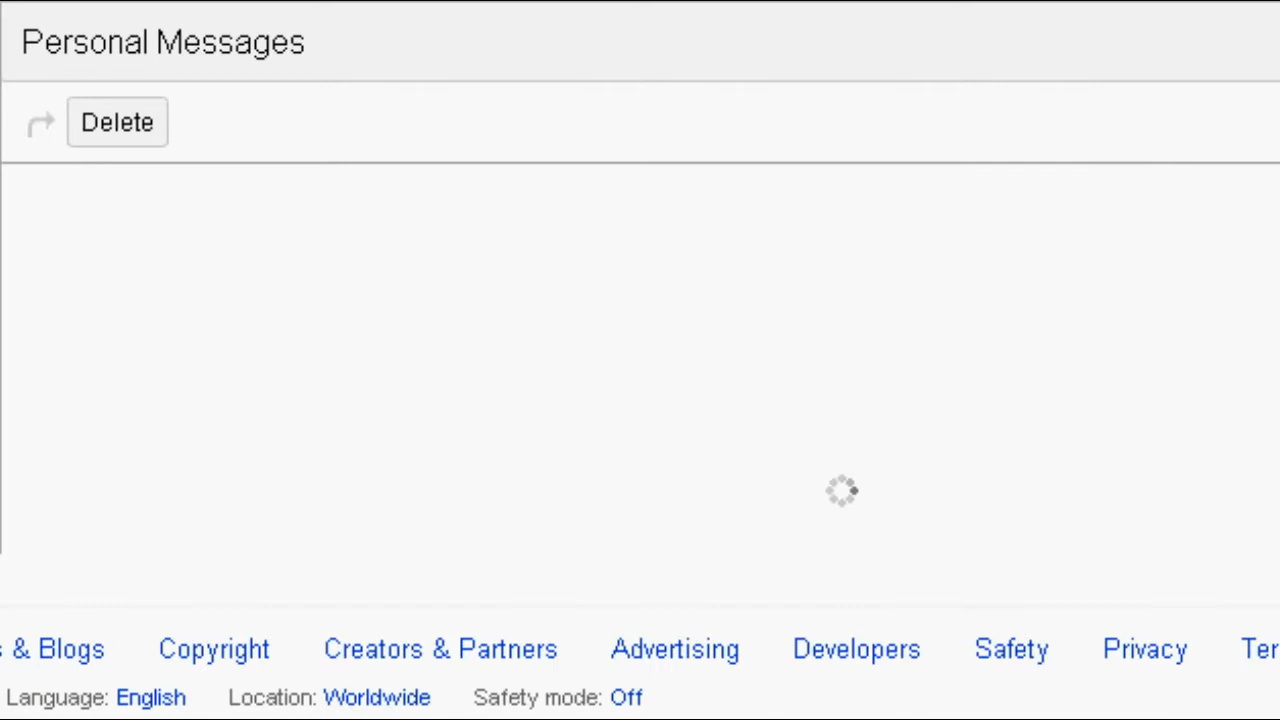 Personal Messages
Delete
& Blogs Copyright Creators & Partners Advertising Developers Safety Privacy
Language: English Location: Worldwide Safety mode: Off